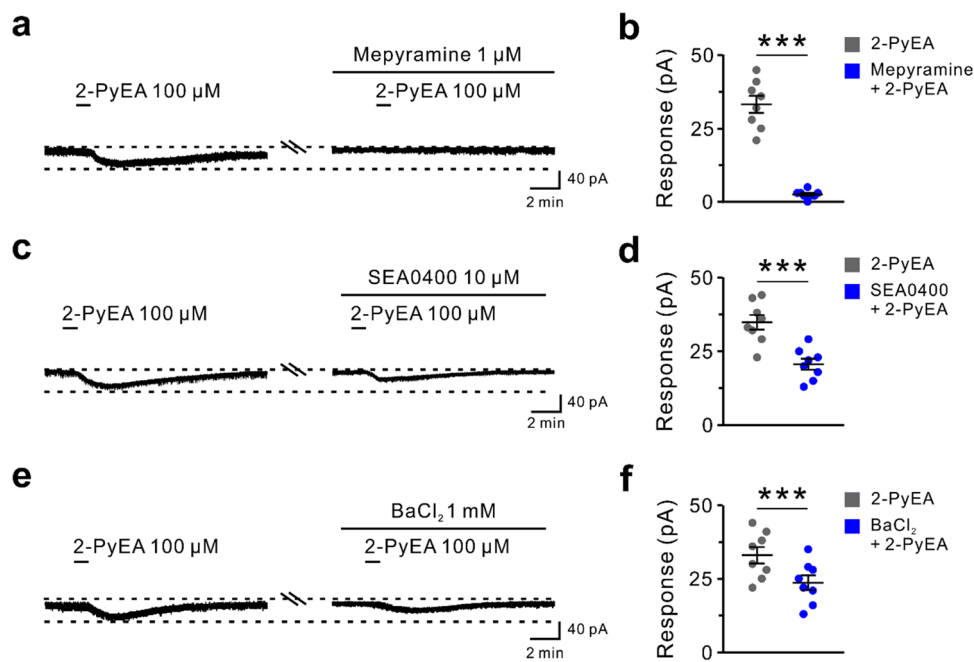 a
Mepyramine 1 µM
2-PyEA 100 µM
2-PyEA 100 µM
40 pA
2 min
b
Response (pA)
50
25
0
***
2-PyEA
Mepyramine
+ 2-PyEA
c
SEA0400 10 µM
2-PyEA 100 µM
2-PyEA 100 µM
40 pA
2 min
d
Response (pA)
50
25
0
***
2-PyEA
SEA0400
+ 2-PyEA
e
BaCl₂ 1 mM
2-PyEA 100 µM
2-PyEA 100 µM
40 pA
2 min
f
Response (pA)
50
25
0
***
2-PyEA
BaCl₂
+ 2-PyEA